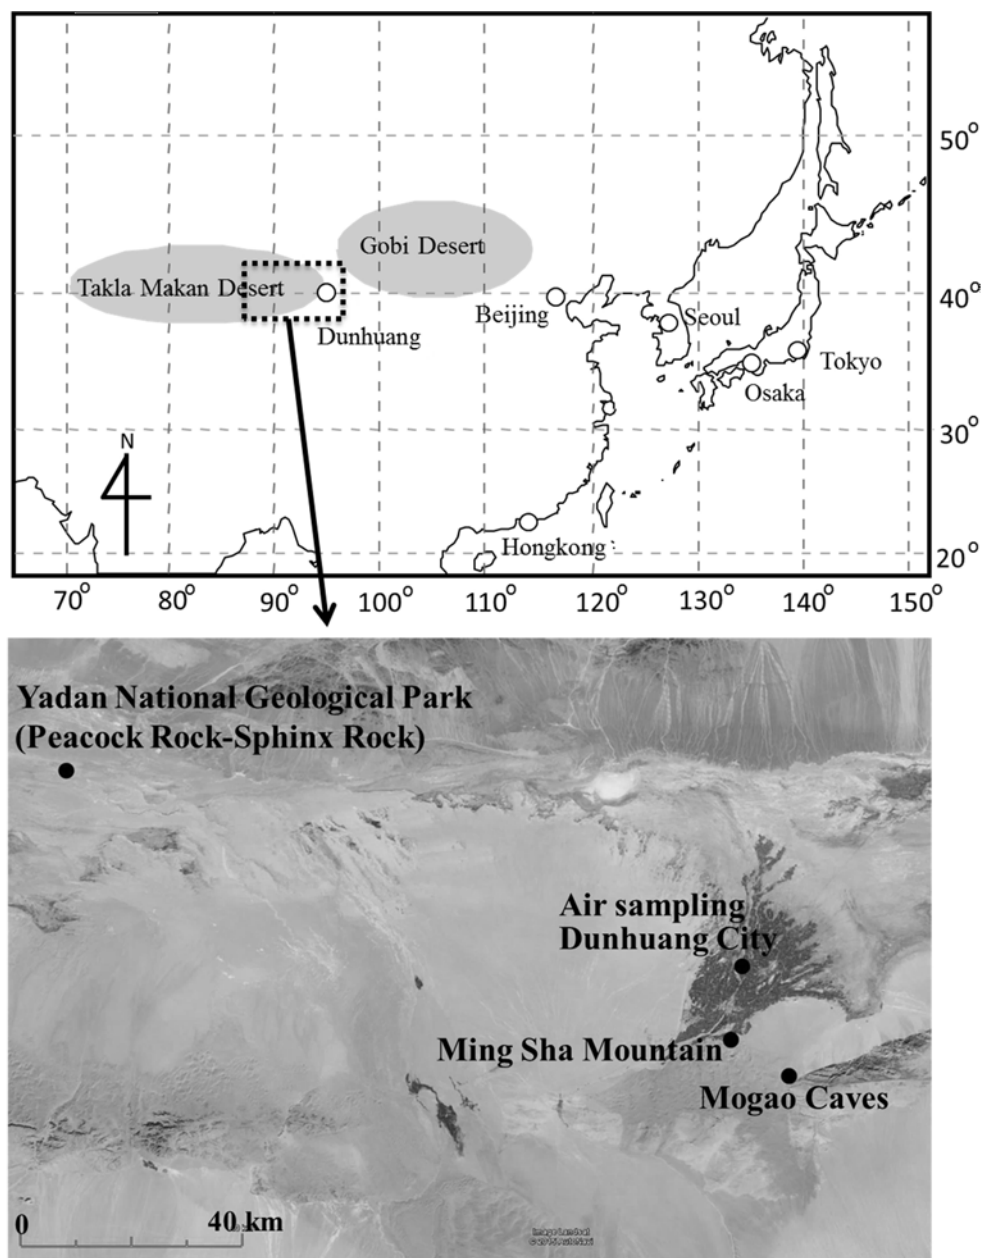 50°
Gobi Desert
Takla Makan Desert
40°
Beijing
Seoul
Dunhuang
Tokyo
Osaka
30°
N
Hongkong
20°
70° 80° 90° 100° 110° 120° 130° 140° 150°
Yadan National Geological Park
(Peacock Rock-Sphinx Rock)
Air sampling
Dunhuang City
Ming Sha Mountain
Mogao Caves
0 40 km